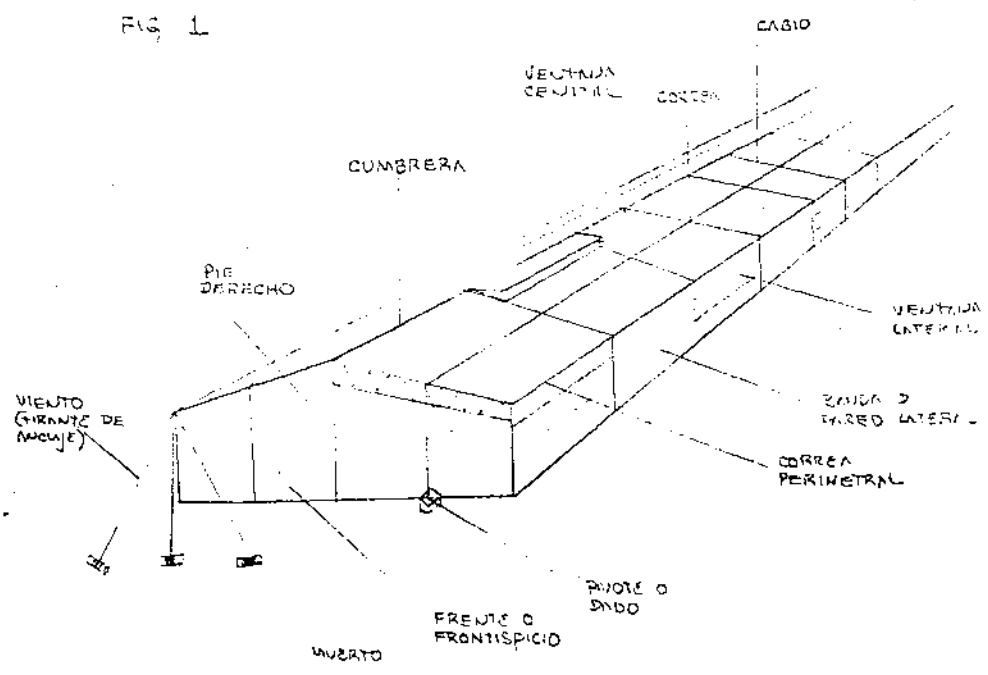 FIG 1
CABIO
VENTANA
CENITAL
CORREA
CUMBRERA
PIE
DERECHO
VENTANA
LATERAL
VIENTO
(TIRANTE DE
ANCLAJE)
BANDA O
PARED LATERAL
CORREA
PERIMETRAL
PIVOTE O
DADO
FRENTE O
FRONTISPICIO
MUERTO